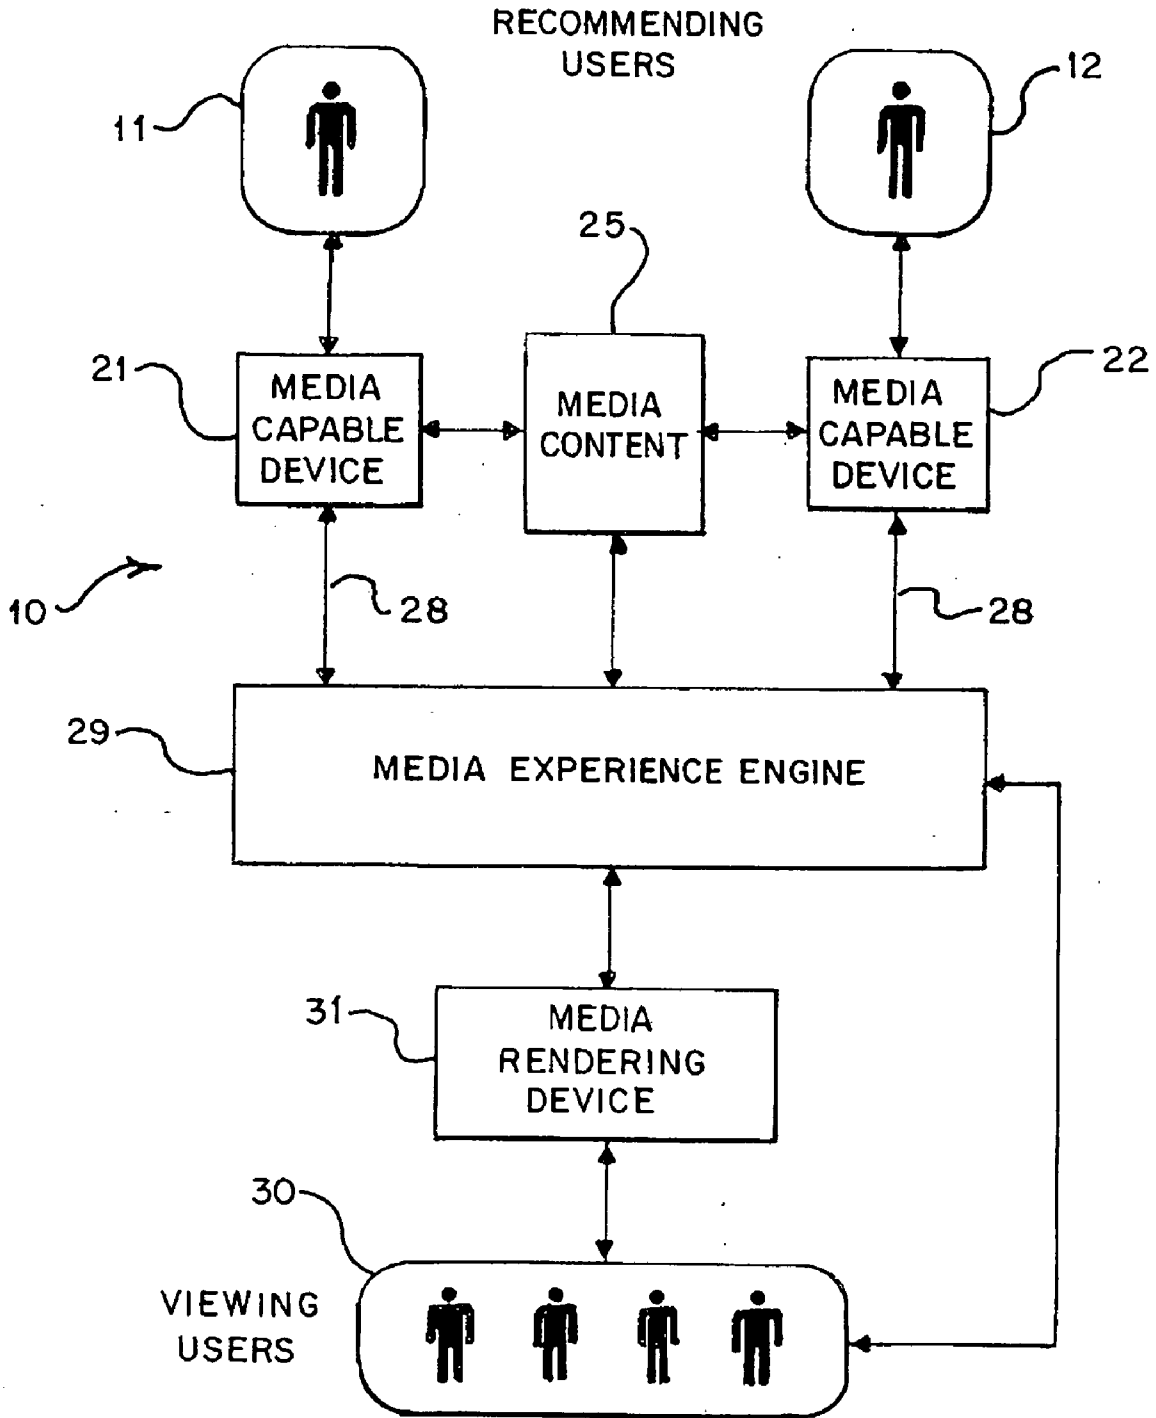 RECOMMENDING
USERS
11
12
25
21
MEDIA
CAPABLE
DEVICE
MEDIA
CONTENT
MEDIA
CAPABLE
DEVICE
22
10
28
28
29
MEDIA EXPERIENCE ENGINE
31
MEDIA
RENDERING
DEVICE
30
VIEWING
USERS